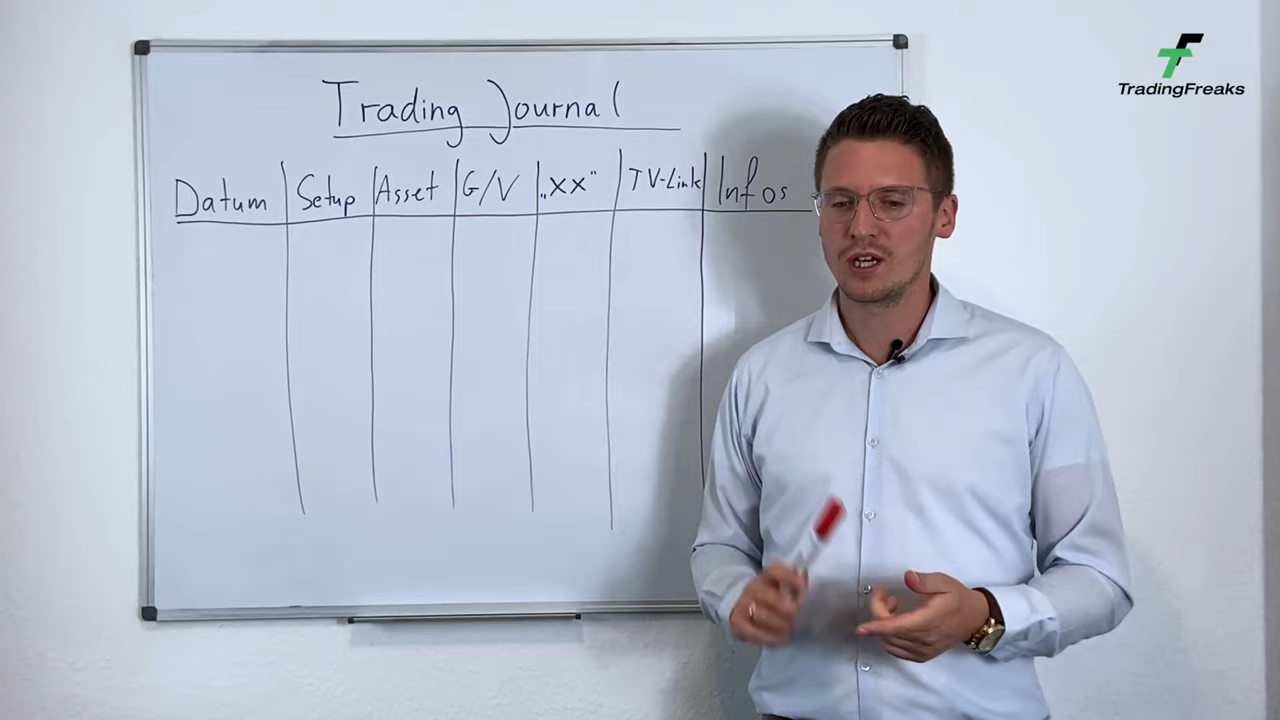 Trading Journal
Datum Setup Asset G/V „XX“ TV-Link Infos
TradingFreaks